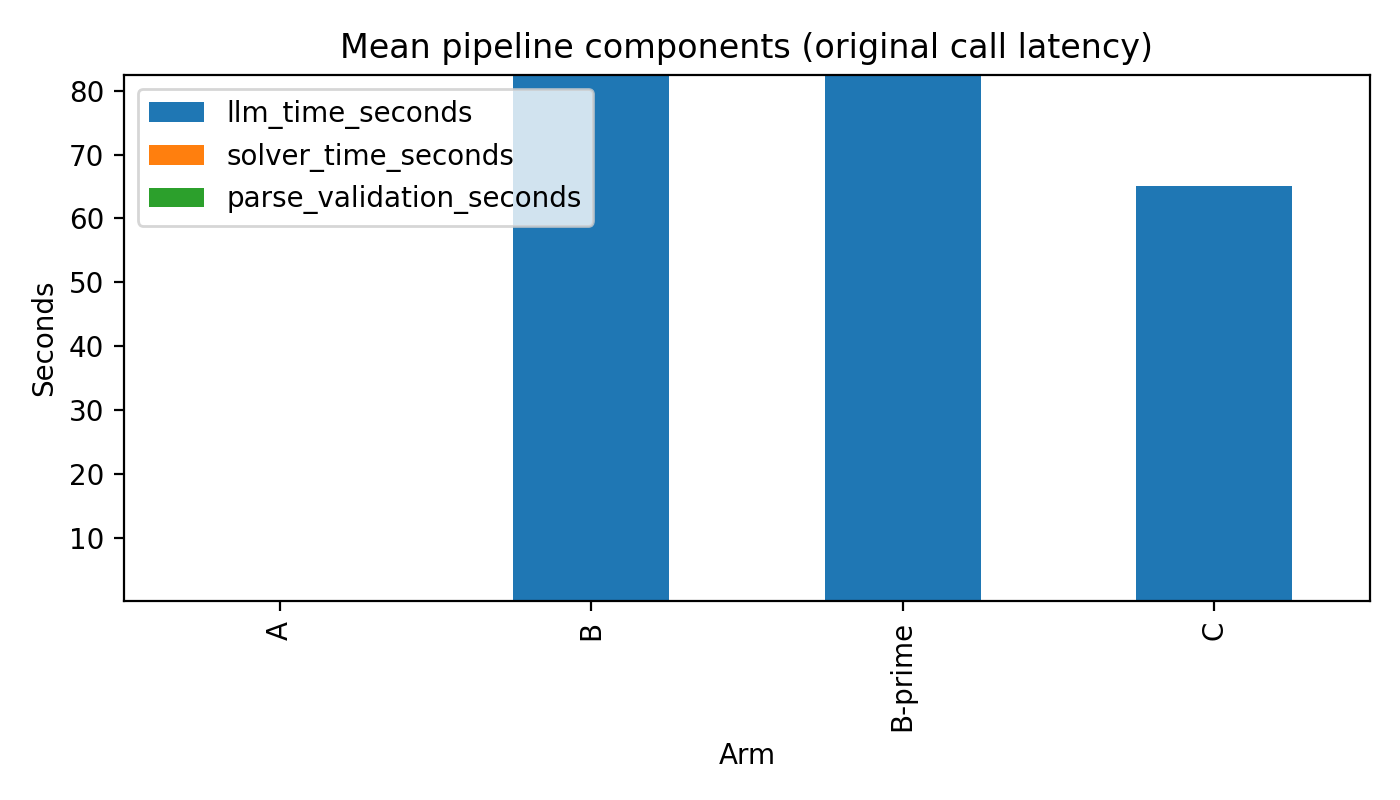 Mean pipeline components (original call latency)
llm_time_seconds
solver_time_seconds
parse_validation_seconds
80
70
60
50
40
30
20
10
Seconds
A
B
B-prime
C
Arm